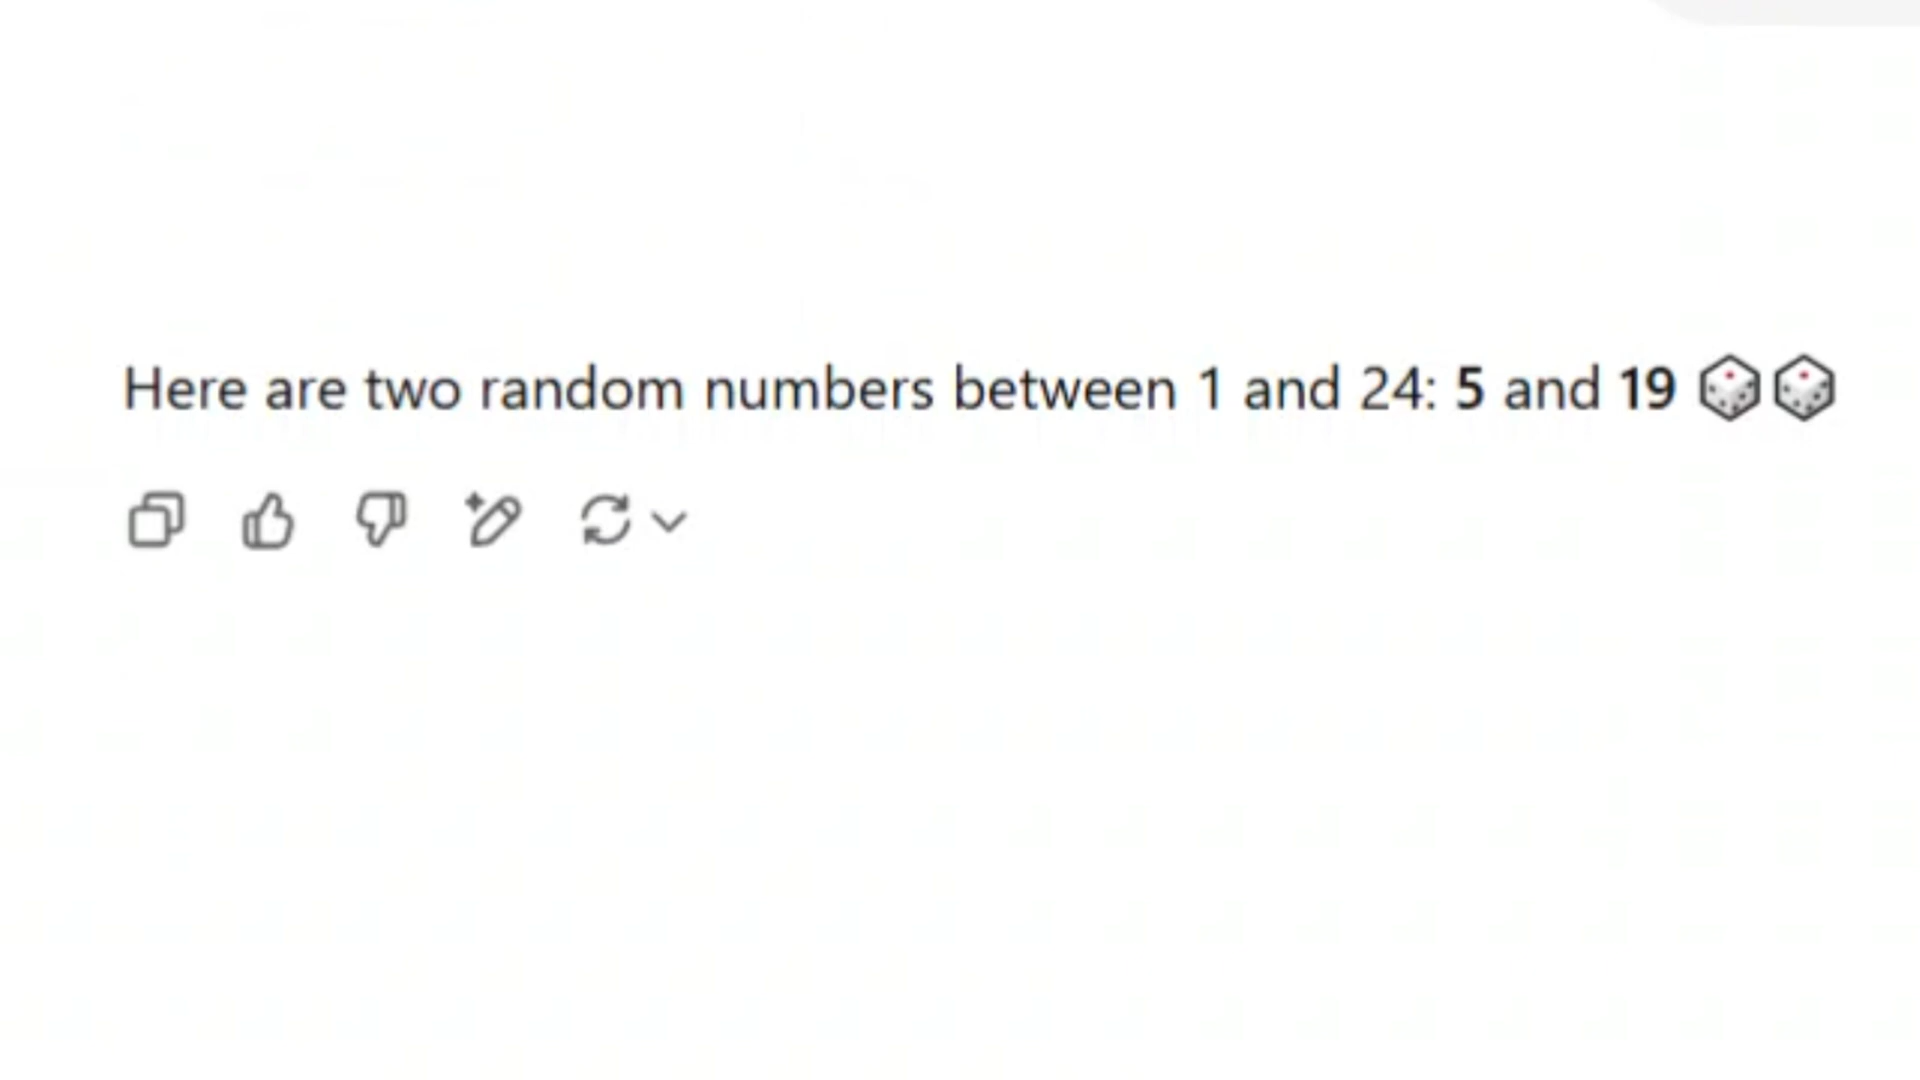 Here are two random numbers between 1 and 24: 5 and 19 🎲🎲